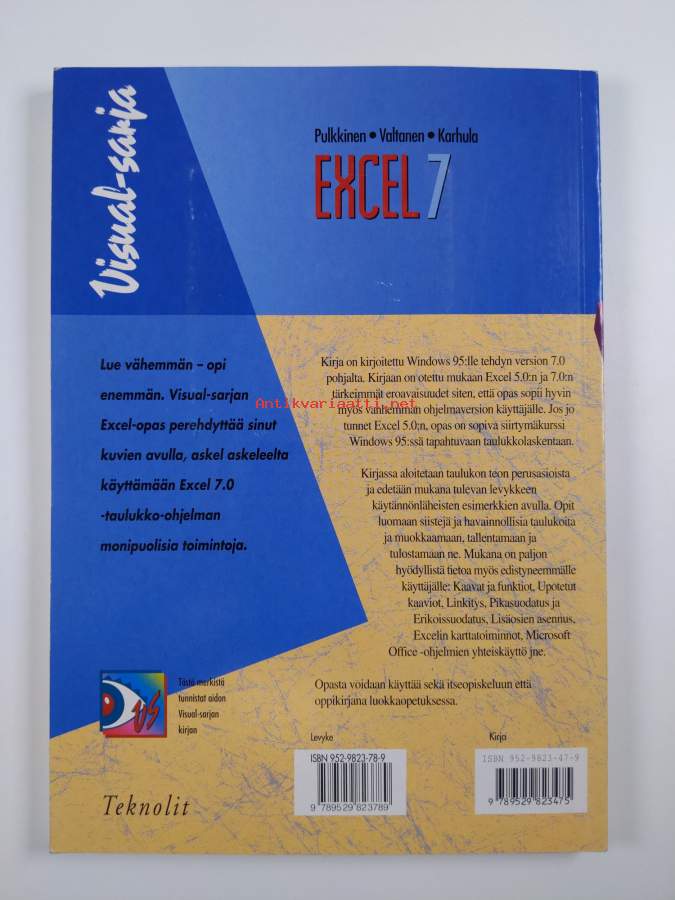 Visual-sarja
Pulkkinen • Valtanen • Karhula
EXCEL 7
Lue vähemmän – opi
enemmän. Visual-sarjan
Excel-opas perehdyttää sinut
kuvien avulla, askel askeleelta
käyttämään Excel 7.0
-taulukko-ohjelman
monipuolisia toimintoja.
Kirja on kirjoitettu Windows 95:lle tehdyn version 7.0
pohjalta. Kirjaan on otettu mukaan Excel 5.0:n ja 7.0:n
tärkeimmät eroavaisuudet siten, että opas sopii hyvin
myös vanhemman ohjelmaversion käyttäjälle. Jos jo
tunnet Excel 5.0:n, opas on sopiva siirtymäkurssi
Windows 95:ssä tapahtuvaan taulukkolaskentaan.
Antikvariaatti.net
Kirjassa aloitetaan taulukon teon perusasioista
ja edetään mukana tulevan levykkeen
käytännönläheisten esimerkkien avulla. Opit
luomaan siistejä ja havainnollisia taulukoita
ja muokkaamaan, tallentamaan ja
tulostamaan ne. Mukana on paljon
hyödyllistä tietoa myös edistyneemmälle
käyttäjälle: Kaavat ja funktiot, Upotetut
kaaviot, Linkitys, Pikasuodatus ja
Erikoissuodatus, Lisäosien asennus,
Excelin karttatoiminnot, Microsoft
Office -ohjelmien yhteiskäyttö jne.
Opasta voidaan käyttää sekä itseopiskeluun että
oppikirjana luokkaopetuksessa.
VS
Tästä merkistä
tunnistat aidon
Visual-sarjan
kirjan
Teknolit
Levyke
ISBN 952-9823-78-9
9 789529 823789
Kirja
ISBN 952-9823-47-9
9 789529 823475